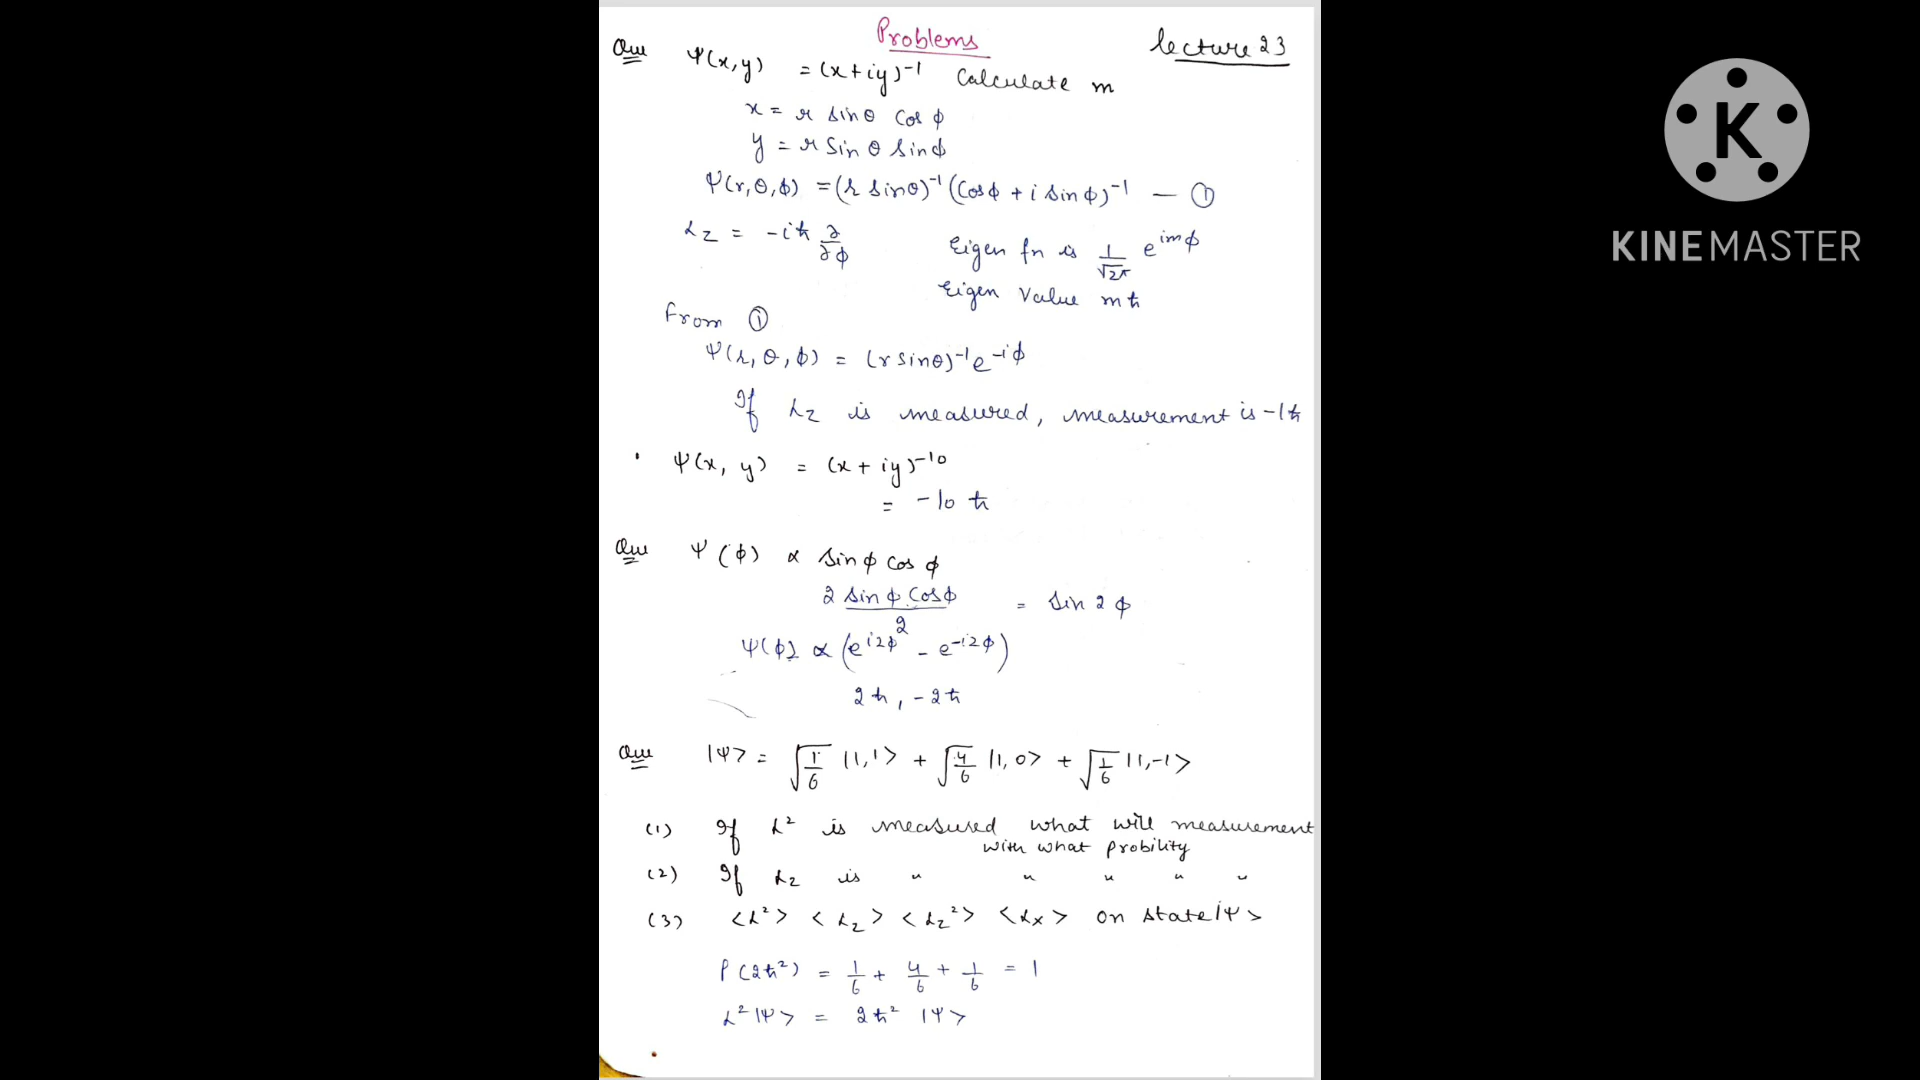 Problems
lecture 23
Que ψ(x,y) = (x+iy)⁻¹ Calculate m
x = r sinθ cos ϕ
y = r Sin θ sinϕ
ψ(r,θ,ϕ) = (r sinθ)⁻¹ (cosϕ + i sin ϕ)⁻¹ — ①
Lz = -iħ ∂/∂ϕ Eigen fn is 1/√2π e^imϕ
Eigen Value mħ
From ①
ψ(r,θ,ϕ) = (r sinθ)⁻¹ e^-iϕ
If Lz is measured, measurement is -1ħ
• ψ(x, y) = (x + iy)⁻¹⁰
= -10 ħ
Que ψ(ϕ) ∝ sinϕ cos ϕ
2 sin ϕ Cosϕ/2 = sin 2ϕ
ψ(ϕ) ∝ (e^i2ϕ - e^-i2ϕ)
2ħ, -2ħ
Que |ψ> = √1/6 |1,1> + √4/6 |1,0> + √1/6 |1,-1>
(1) If L² is measured what will measurement
with what probility
(2) If Lz is " " " " "
(3) <L²> <Lz> <Lz²> <Lx> on state |ψ>
P(2ħ²) = 1/6 + 4/6 + 1/6 = 1
L²|ψ> = 2ħ² |ψ>
K
KINEMASTER